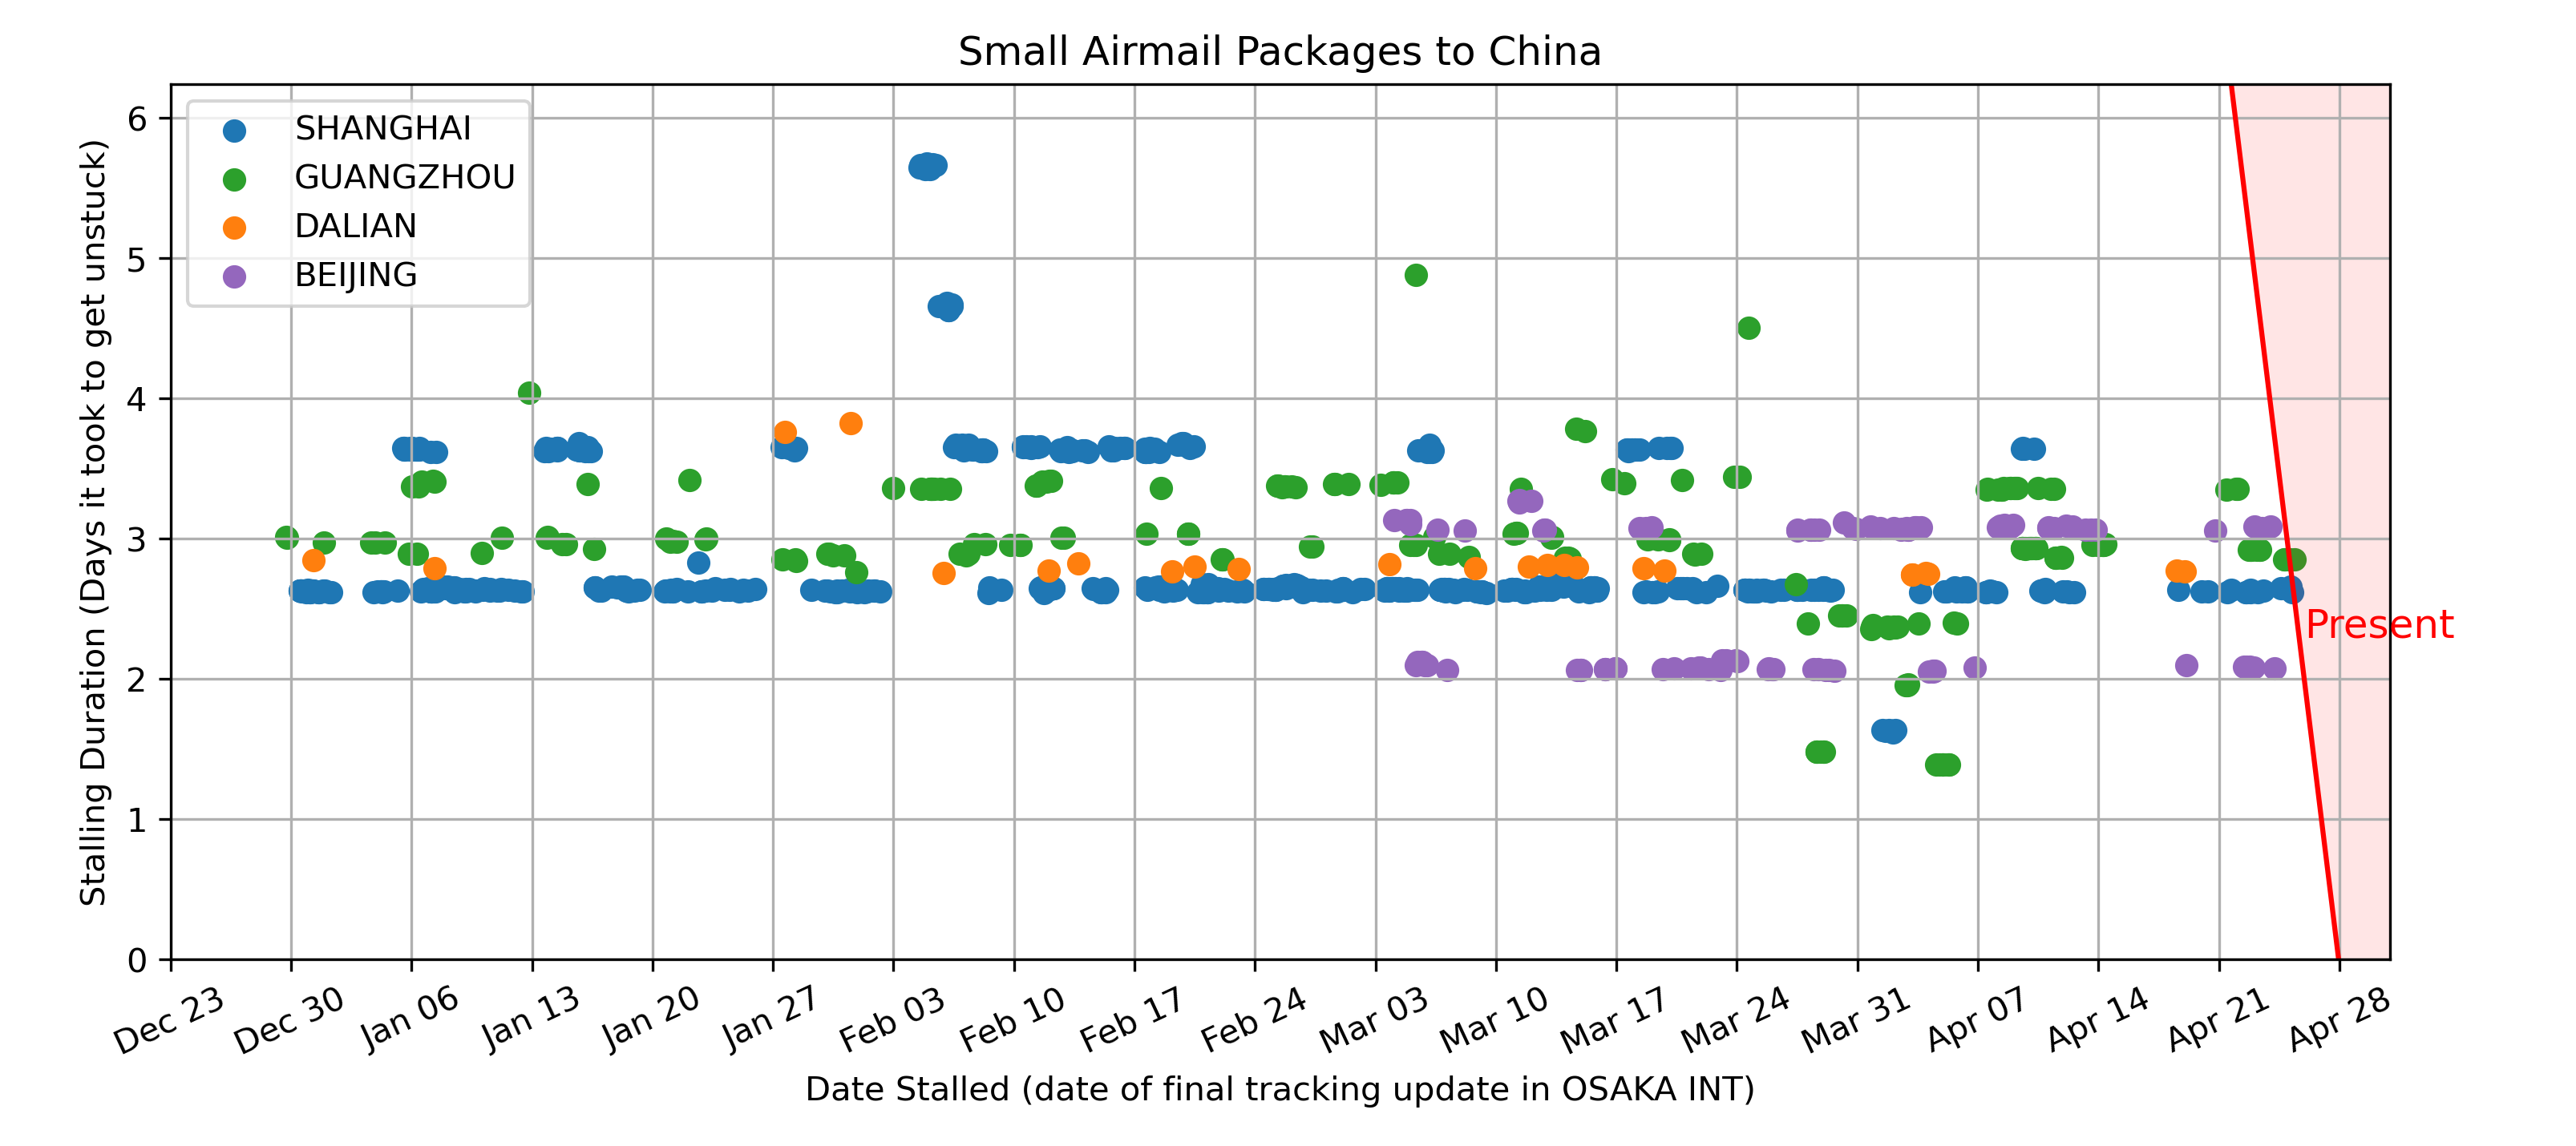 Small Airmail Packages to China
Stalling Duration (Days it took to get unstuck)
6
5
4
3
2
1
0
SHANGHAI
GUANGZHOU
DALIAN
BEIJING
Present
Dec 23
Dec 30
Jan 06
Jan 13
Jan 20
Jan 27
Feb 03
Feb 10
Feb 17
Feb 24
Mar 03
Mar 10
Mar 17
Mar 24
Mar 31
Apr 07
Apr 14
Apr 21
Apr 28
Date Stalled (date of final tracking update in OSAKA INT)